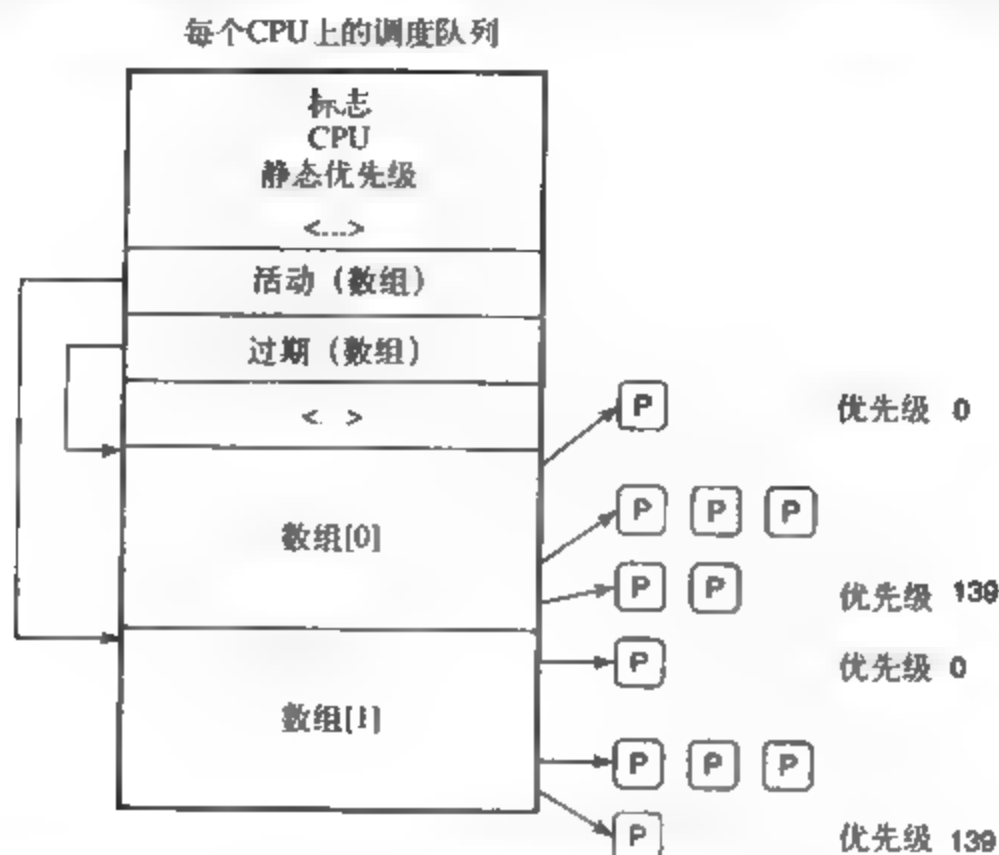 每个CPU上的调度队列
标志
CPU
静态优先级
<...>
活动（数组）
过期（数组）
< >
P 优先级 0
数组[0]
P P P
P P 优先级 139
P 优先级 0
数组[1]
P P P
P 优先级 139